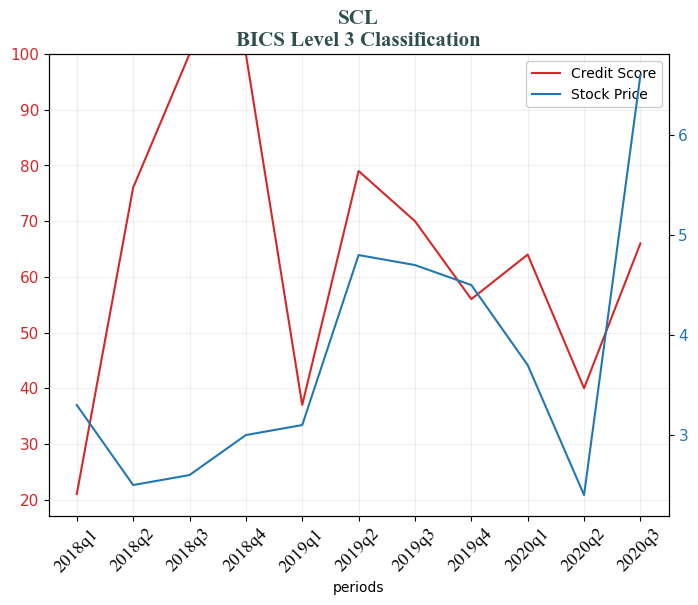 SCL
BICS Level 3 Classification
Credit Score
Stock Price
100
90
80
70
60
50
40
30
20
6
5
4
3
2018q1
2018q2
2018q3
2018q4
2019q1
2019q2
2019q3
2019q4
2020q1
2020q2
2020q3
periods